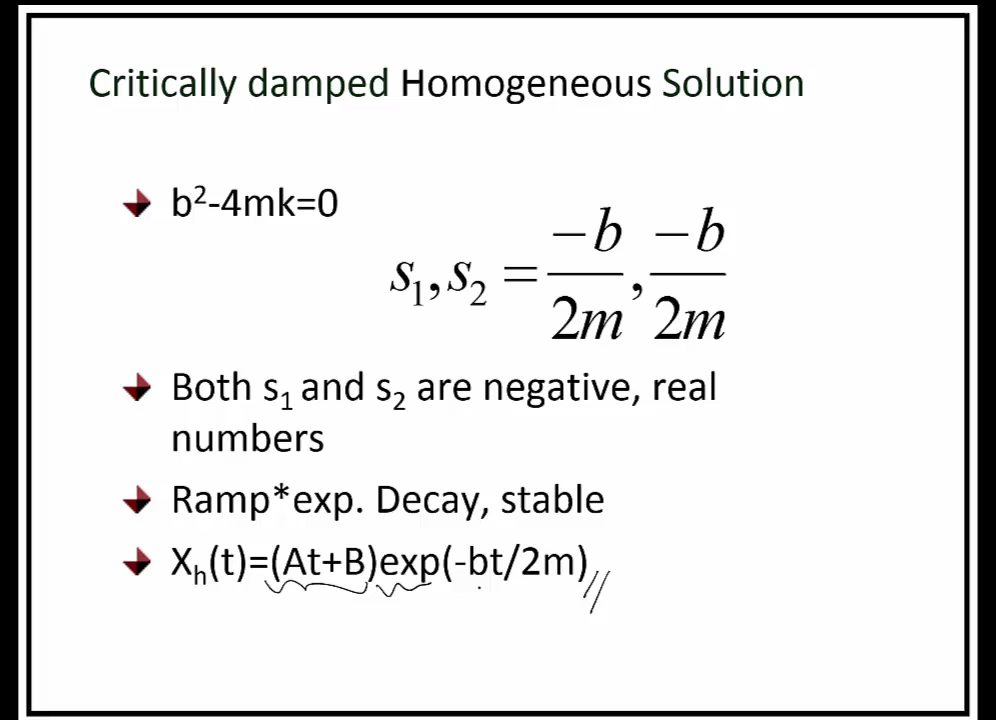 Critically damped Homogeneous Solution
b²-4mk=0
s₁,s₂ = −b/2m , −b/2m
Both s₁ and s₂ are negative, real
numbers
Ramp*exp. Decay, stable
Xₕ(t)=(At+B)exp(-bt/2m)